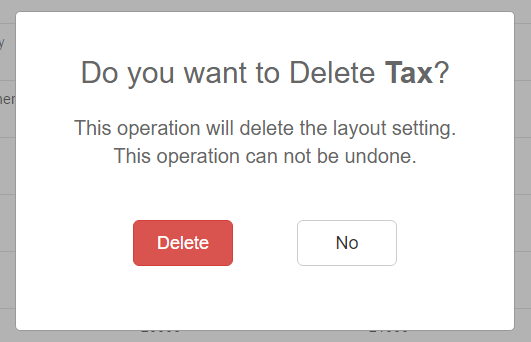 Do you want to Delete Tax?
This operation will delete the layout setting.
This operation can not be undone.
Delete
No